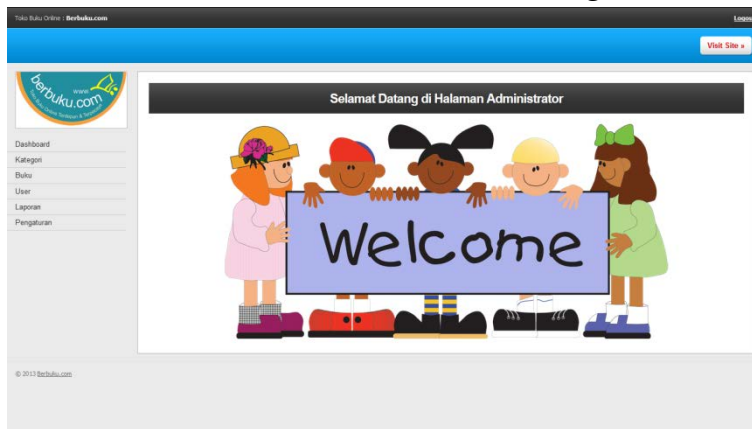 Toko Buku Online : Berbuku.com
Logout
Visit Site »
www
berbuku.com
Selamat Datang di Halaman Administrator
Dashboard
Kategori
Buku
User
Laporan
Pengaturan
Welcome
© 2013 Berbuku.com